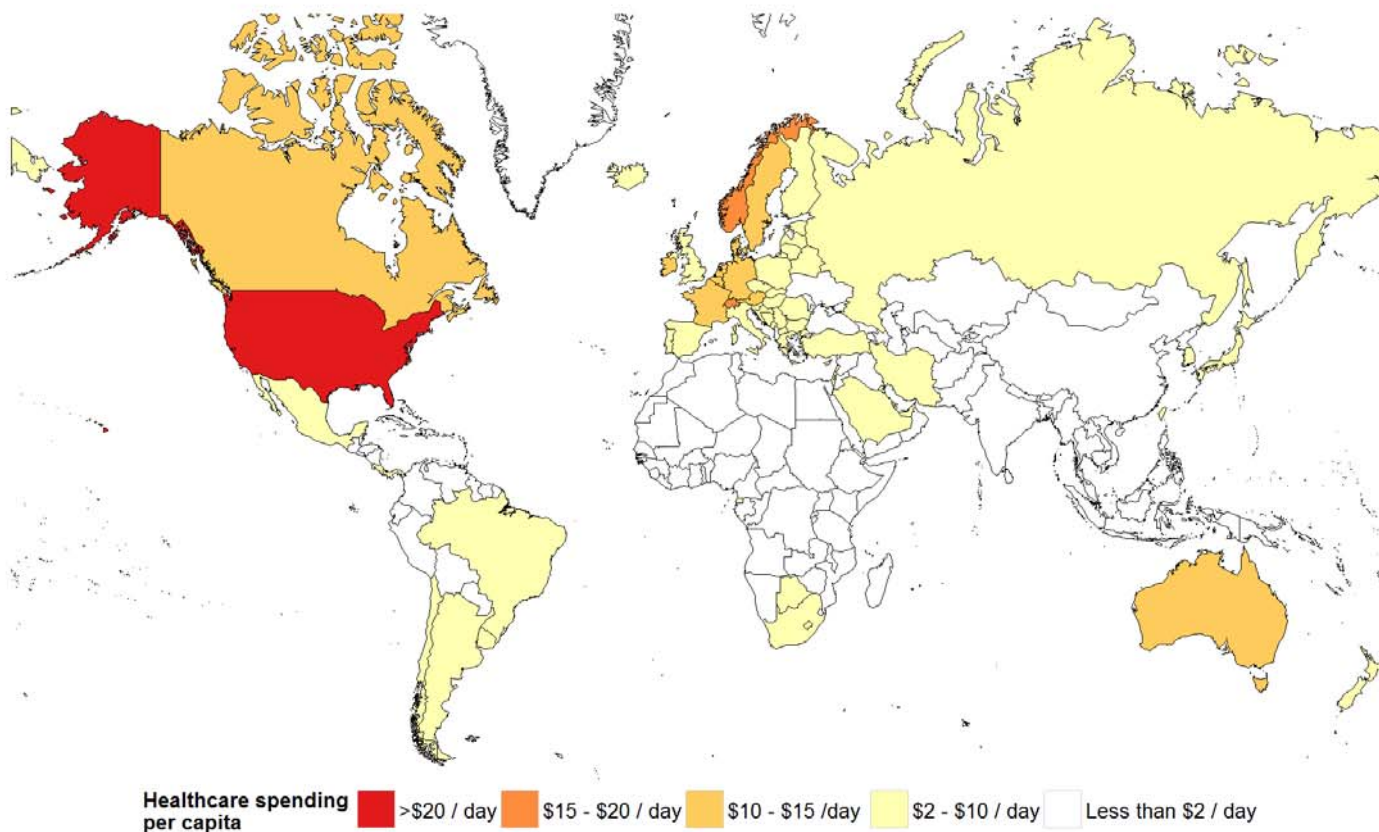 Healthcare spending
per capita
>$20 / day
$15 - $20 / day
$10 - $15 /day
$2 - $10 / day
Less than $2 / day